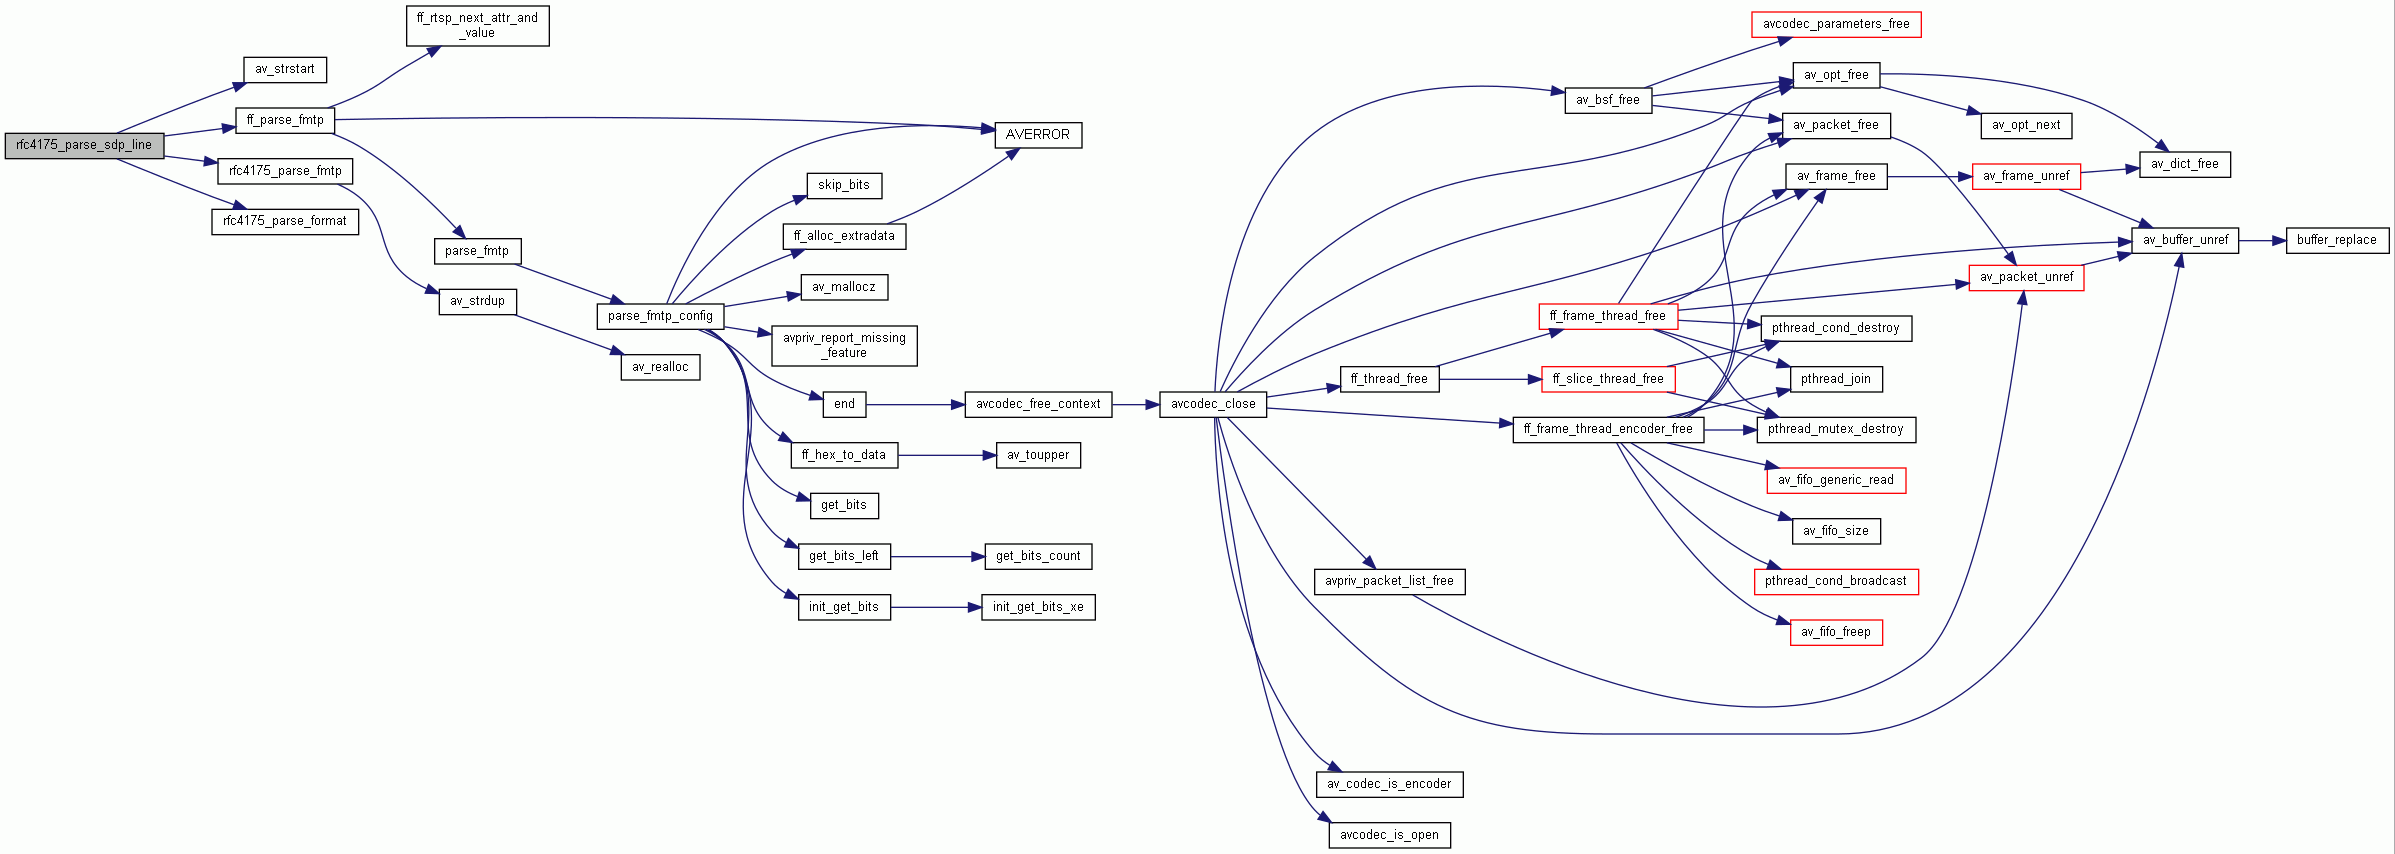 rfc4175_parse_sdp_line
av_strstart
ff_parse_fmtp
rfc4175_parse_fmtp
rfc4175_parse_format
ff_rtsp_next_attr_and
_value
parse_fmtp
av_strdup
parse_fmtp_config
av_realloc
AVERROR
skip_bits
ff_alloc_extradata
av_mallocz
avpriv_report_missing
_feature
end
ff_hex_to_data
get_bits
get_bits_left
init_get_bits
avcodec_free_context
av_toupper
get_bits_count
init_get_bits_xe
avcodec_close
av_bsf_free
ff_thread_free
ff_frame_thread_free
ff_slice_thread_free
ff_frame_thread_encoder_free
avpriv_packet_list_free
av_codec_is_encoder
avcodec_is_open
avcodec_parameters_free
av_opt_free
av_packet_free
av_frame_free
pthread_cond_destroy
pthread_join
pthread_mutex_destroy
av_fifo_generic_read
av_fifo_size
pthread_cond_broadcast
av_fifo_freep
av_opt_next
av_frame_unref
av_packet_unref
av_dict_free
av_buffer_unref
buffer_replace